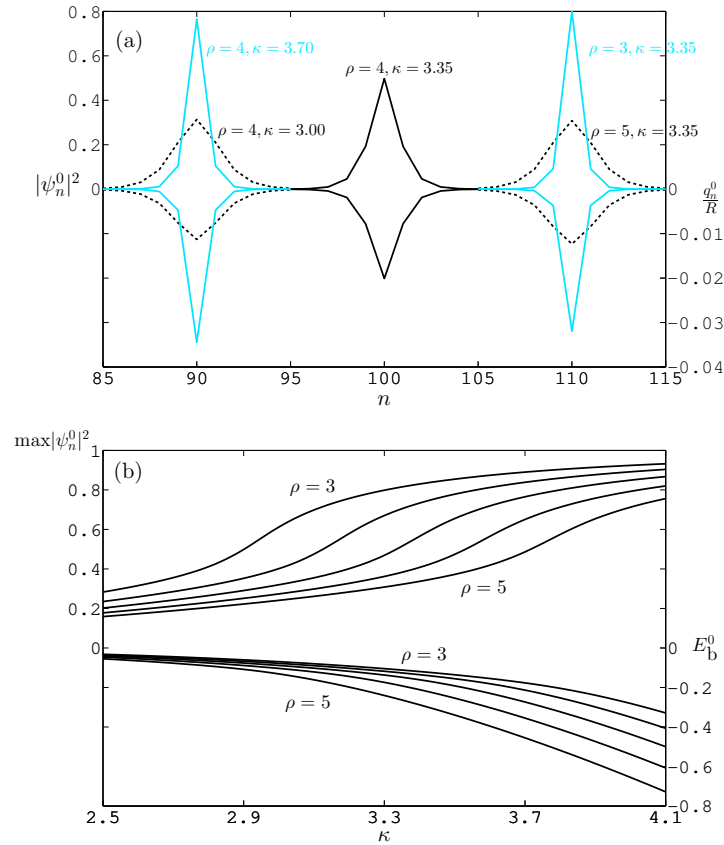 0.8
(a)
ρ = 4, κ = 3.70
ρ = 3, κ = 3.35
ρ = 4, κ = 3.35
0.6
0.4
0.2
ρ = 4, κ = 3.00
ρ = 5, κ = 3.35
|ψ_n^0|^2
0
0
q_n^0/R
-0.01
-0.02
-0.03
-0.04
85 90 95 100 105 110 115
n
max|ψ_n^0|^2
1
(b)
ρ = 3
0.8
0.6
0.4
ρ = 5
0.2
0
0
E_b^0
ρ = 3
-0.2
ρ = 5
-0.4
-0.6
-0.8
2.5 2.9 3.3 3.7 4.1
κ